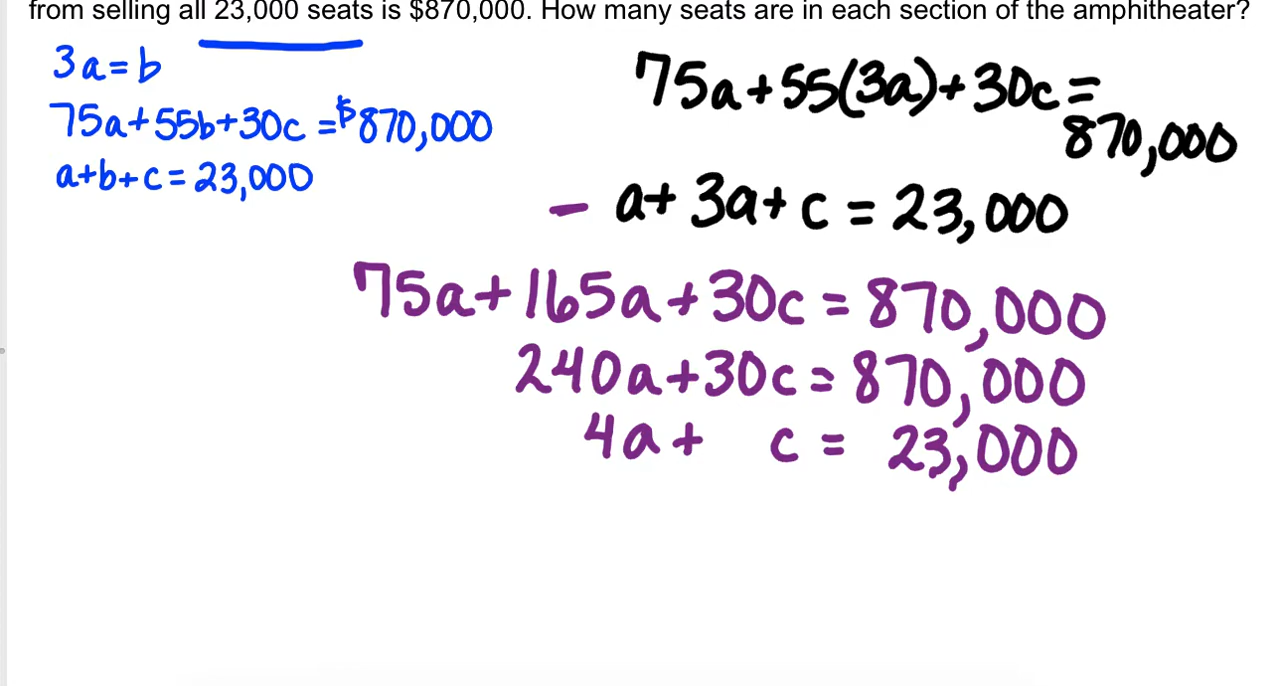 from selling all 23,000 seats is $870,000. How many seats are in each section of the amphitheater?
3a=b
75a+55b+30c=$870,000
a+b+c=23,000
75a+55(3a)+30c=
870,000
- a+3a+c=23,000
75a+165a+30c=870,000
240a+30c=870,000
4a+ c=23,000